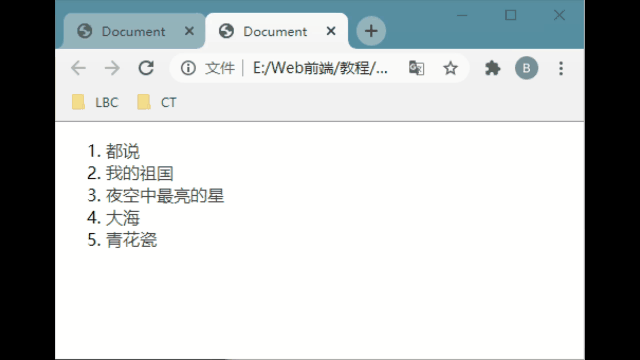 Document
Document
文件 E:/Web前端/教程/...
B
LBC
CT
1. 都说
2. 我的祖国
3. 夜空中最亮的星
4. 大海
5. 青花瓷